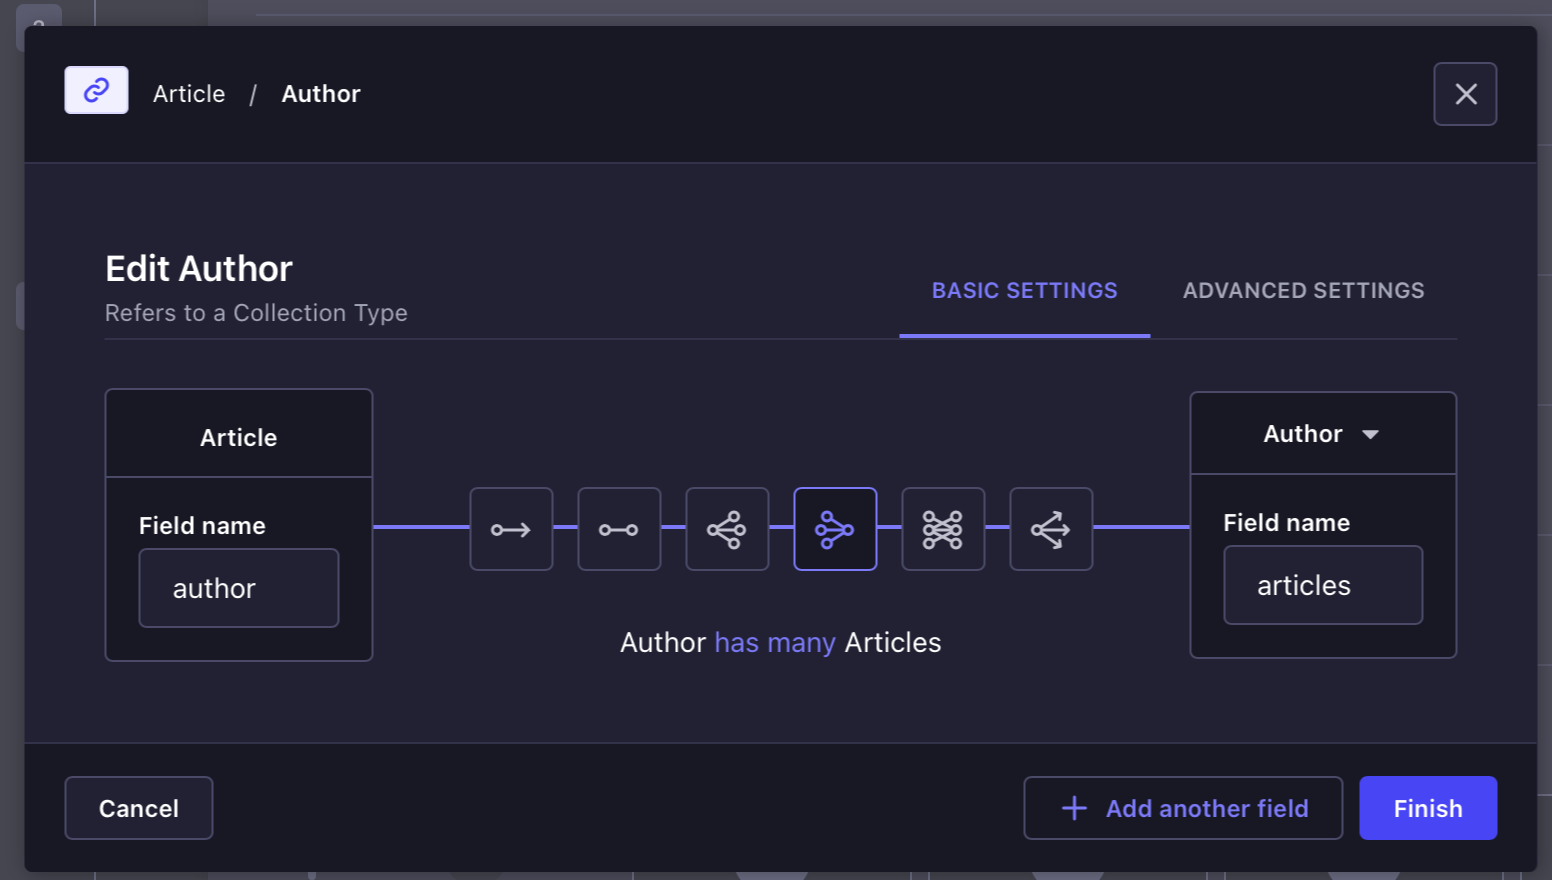 Article / Author
Edit Author
Refers to a Collection Type
BASIC SETTINGS
ADVANCED SETTINGS
Article
Field name
author
Author has many Articles
Author
Field name
articles
Cancel
Add another field
Finish